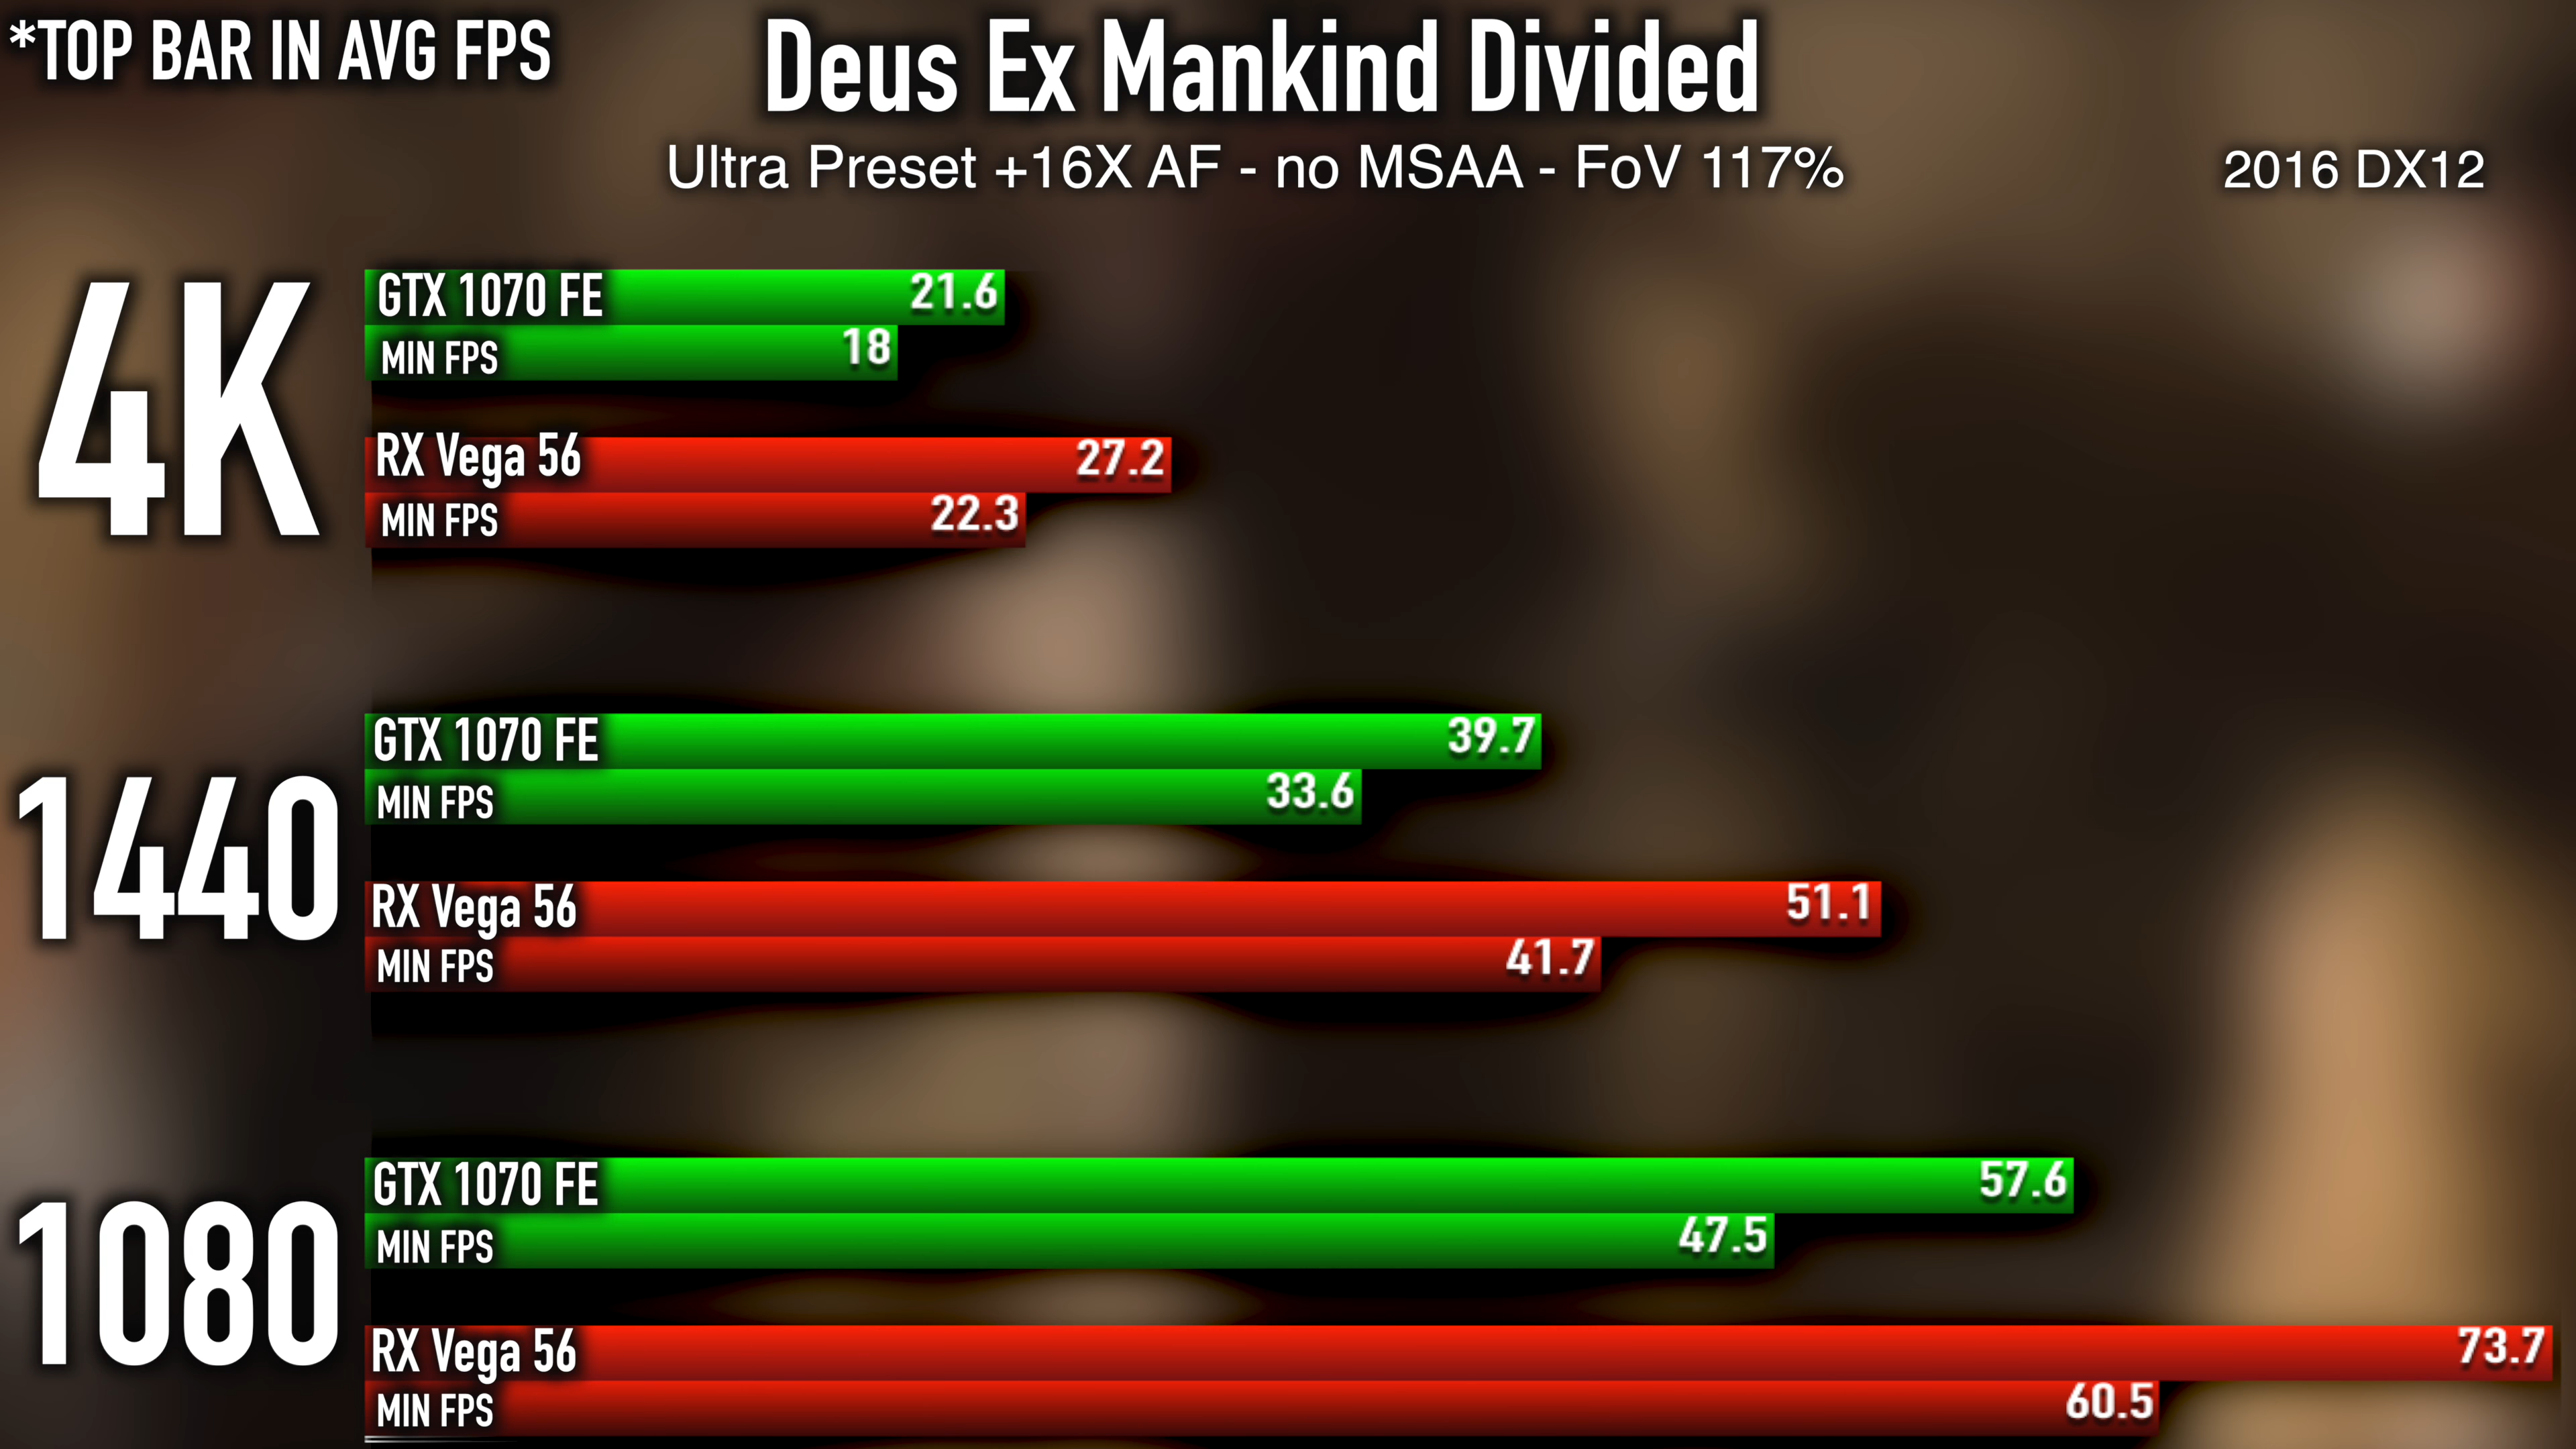 *TOP BAR IN AVG FPS
Deus Ex Mankind Divided
Ultra Preset +16X AF - no MSAA - FoV 117%
2016 DX12
4K
GTX 1070 FE 21.6
MIN FPS 18
RX Vega 56 27.2
MIN FPS 22.3
1440
GTX 1070 FE 39.7
MIN FPS 33.6
RX Vega 56 51.1
MIN FPS 41.7
1080
GTX 1070 FE 57.6
MIN FPS 47.5
RX Vega 56 73.7
MIN FPS 60.5